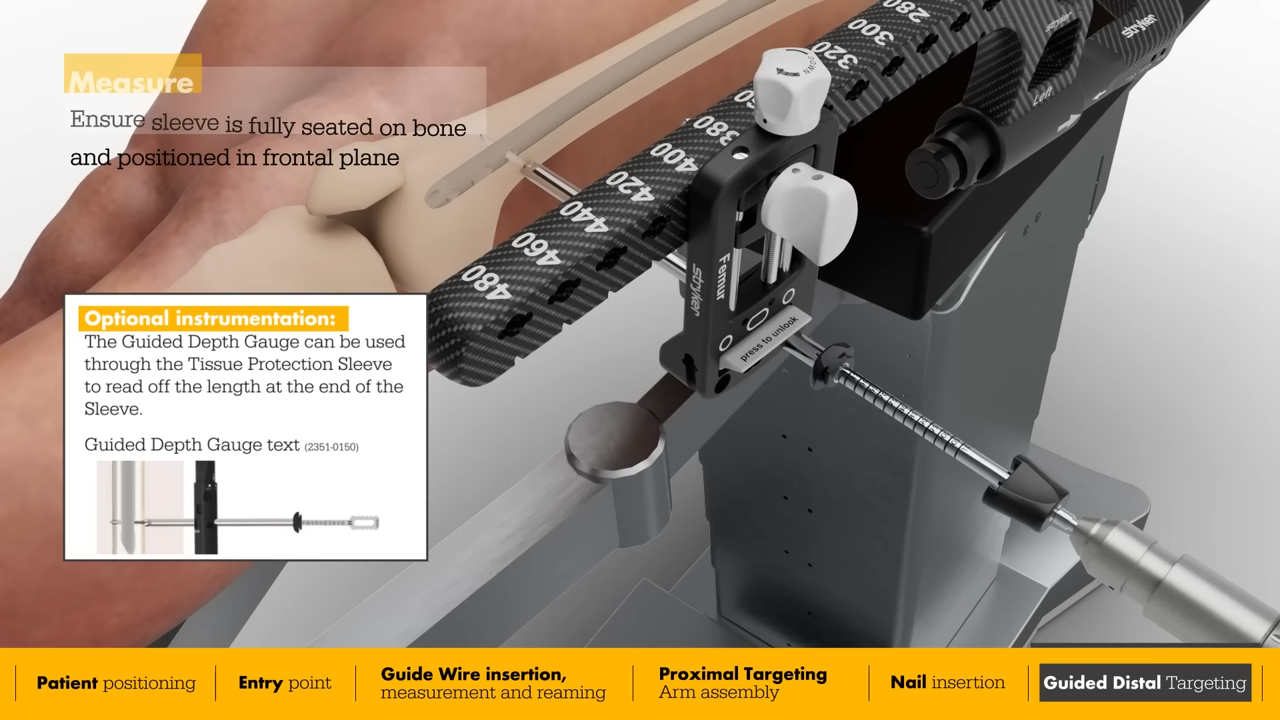 Measure
Ensure sleeve is fully seated on bone
and positioned in frontal plane
280
300
320
380
400
420
440
460
480
DOWN
Left
stryker
stryker
Femur
stryker
press to unlock
Optional instrumentation:
The Guided Depth Gauge can be used
through the Tissue Protection Sleeve
to read off the length at the end of the
Sleeve.
Guided Depth Gauge text (2351-0150)
Patient positioning
Entry point
Guide Wire insertion,
measurement and reaming
Proximal Targeting
Arm assembly
Nail insertion
Guided Distal Targeting